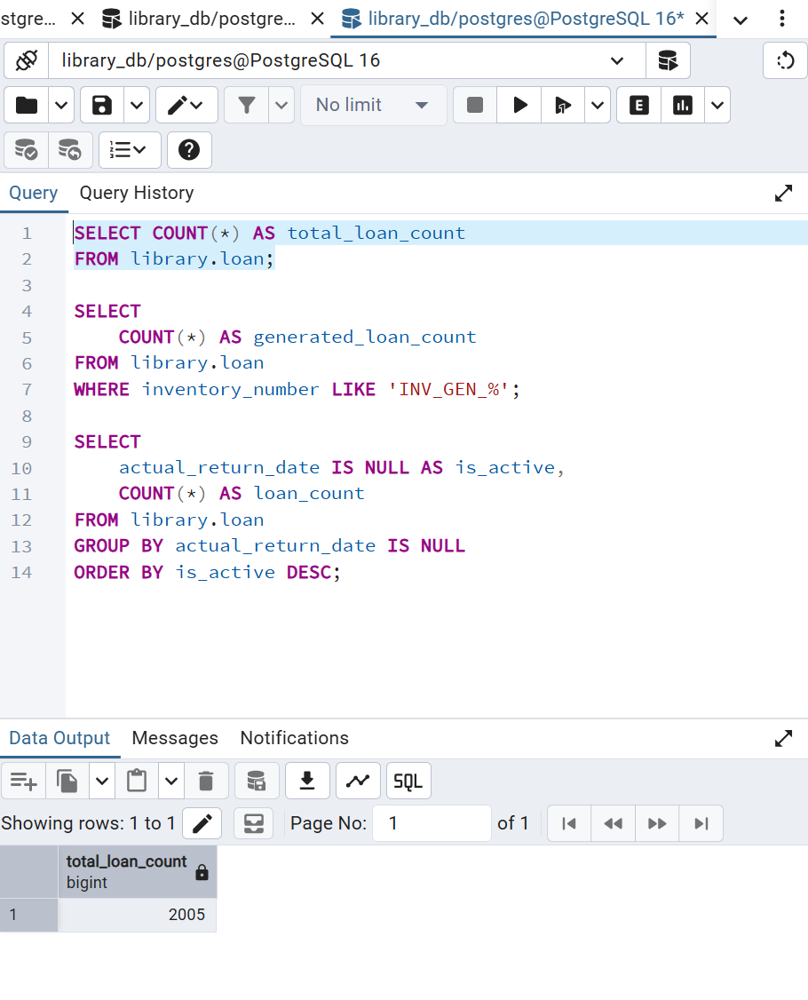 stgre...
library_db/postgre...
library_db/postgres@PostgreSQL 16*
library_db/postgres@PostgreSQL 16
No limit
E
Query
Query History
1 SELECT COUNT(*) AS total_loan_count
2 FROM library.loan;
3
4 SELECT
5     COUNT(*) AS generated_loan_count
6 FROM library.loan
7 WHERE inventory_number LIKE 'INV_GEN_%';
8
9 SELECT
10     actual_return_date IS NULL AS is_active,
11     COUNT(*) AS loan_count
12 FROM library.loan
13 GROUP BY actual_return_date IS NULL
14 ORDER BY is_active DESC;
Data Output
Messages
Notifications
SQL
Showing rows: 1 to 1
Page No: 1 of 1
total_loan_count
bigint
1 2005